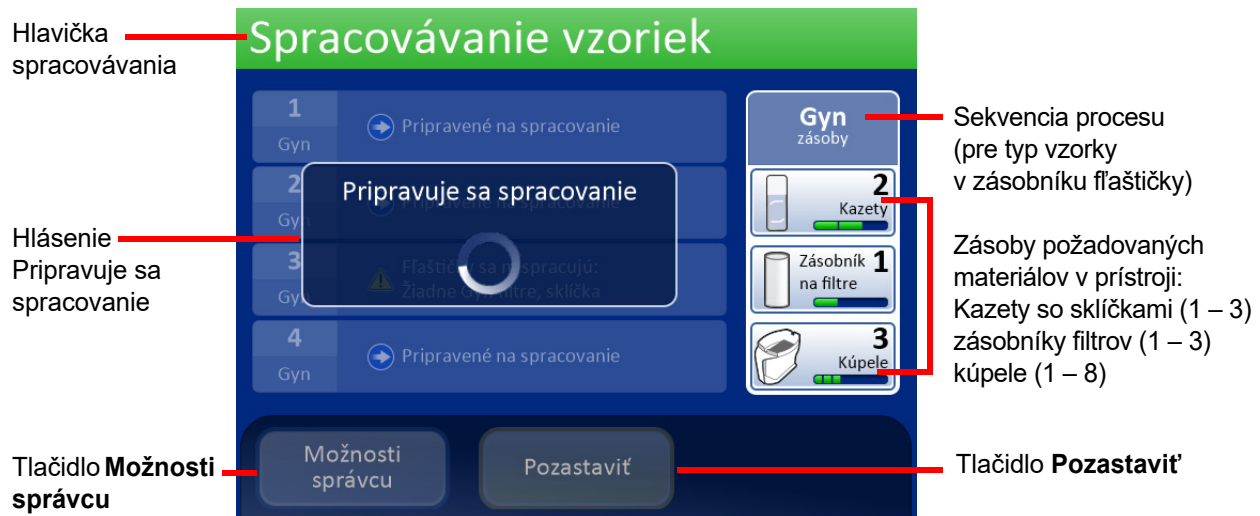 Hlavička
spracovávania
Hlásenie
Pripravuje sa
spracovanie
Tlačidlo Možnosti
správcu
Spracovávanie vzoriek
1
Gyn
Pripravené na spracovanie
2
Gyn
Pripravené na spracovanie
Pripravuje sa spracovanie
3
Gyn
Fľaštičky sa nespracujú:
Žiadne Gyn filtre, sklíčka
4
Gyn
Pripravené na spracovanie
Možnosti
správcu
Pozastaviť
Gyn
zásoby
2
Kazety
Zásobník 1
na filtre
3
Kúpele
Sekvencia procesu
(pre typ vzorky
v zásobníku fľaštičky)
Zásoby požadovaných
materiálov v prístroji:
Kazety so sklíčkami (1 – 3)
zásobníky filtrov (1 – 3)
kúpele (1 – 8)
Tlačidlo Pozastaviť